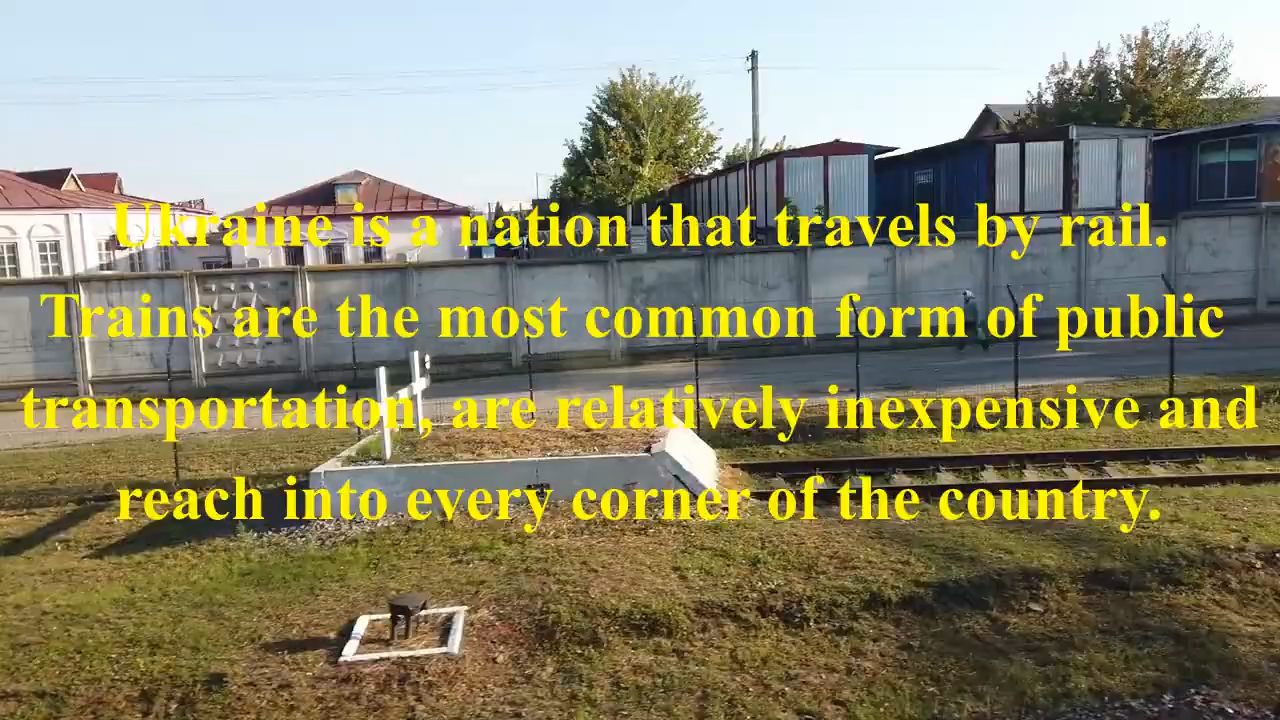 Ukraine is a nation that travels by rail.
Trains are the most common form of public
transportation, are relatively inexpensive and
reach into every corner of the country.